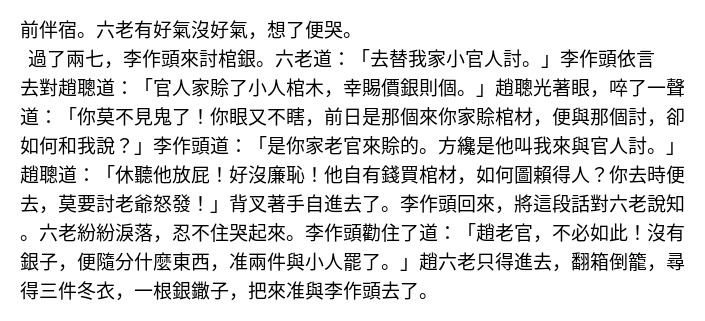 前伴宿。六老有好氣沒好氣，想了便哭。
過了兩七，李作頭來討棺銀。六老道：「去替我家小官人討。」李作頭依言
去對趙聰道：「官人家賒了小人棺木，幸賜價銀則個。」趙聰光著眼，啐了一聲
道：「你莫不見鬼了！你眼又不瞎，前日是那個來你家賒棺材，便與那個討，卻
如何和我說？」李作頭道：「是你家老官來賒的。方纔是他叫我來與官人討。」
趙聰道：「休聽他放屁！好沒廉恥！他自有錢買棺材，如何圖賴得人？你去時便
去，莫要討老爺怒發！」背叉著手自進去了。李作頭回來，將這段話對六老說知
。六老紛紛淚落，忍不住哭起來。李作頭勸住了道：「趙老官，不必如此！沒有
銀子，便隨分什麼東西，准兩件與小人罷了。」趙六老只得進去，翻箱倒籠，尋
得三件冬衣，一根銀鏾子，把來准與李作頭去了。